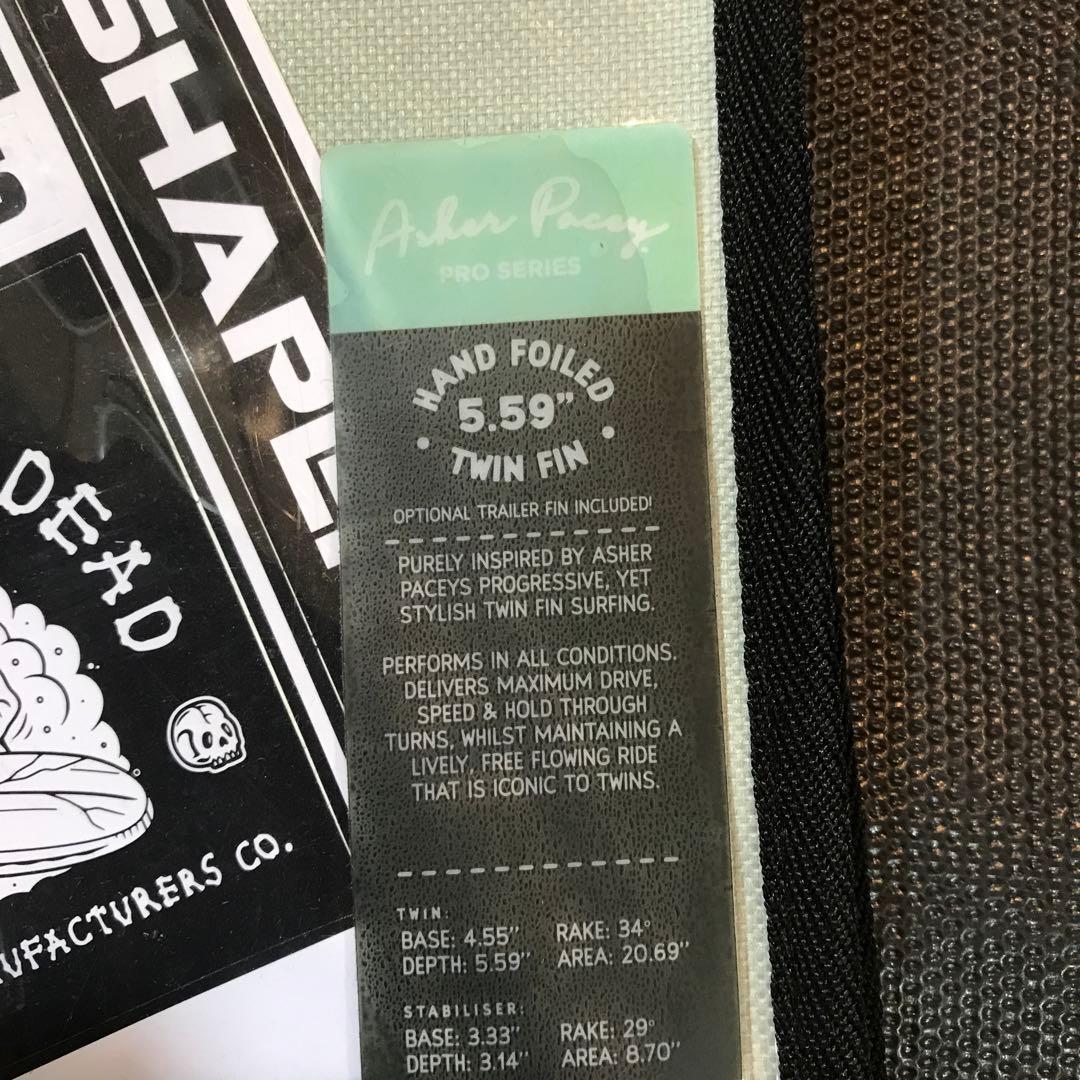 SHAPE
DEAD
CO.
Asher Pacey
PRO SERIES
HAND FOILED
5.59”
• TWIN FIN •
OPTIONAL TRAILER FIN INCLUDED!
PURELY INSPIRED BY ASHER
PACEYS PROGRESSIVE, YET
STYLISH TWIN FIN SURFING.
PERFORMS IN ALL CONDITIONS.
DELIVERS MAXIMUM DRIVE,
SPEED & HOLD THROUGH
TURNS, WHILST MAINTAINING A
LIVELY, FREE FLOWING RIDE
THAT IS ICONIC TO TWINS.
TWIN:
BASE: 4.55” RAKE: 34°
DEPTH: 5.59” AREA: 20.69”
STABILISER:
BASE: 3.33” RAKE: 29°
DEPTH: 3.14” AREA: 8.70”